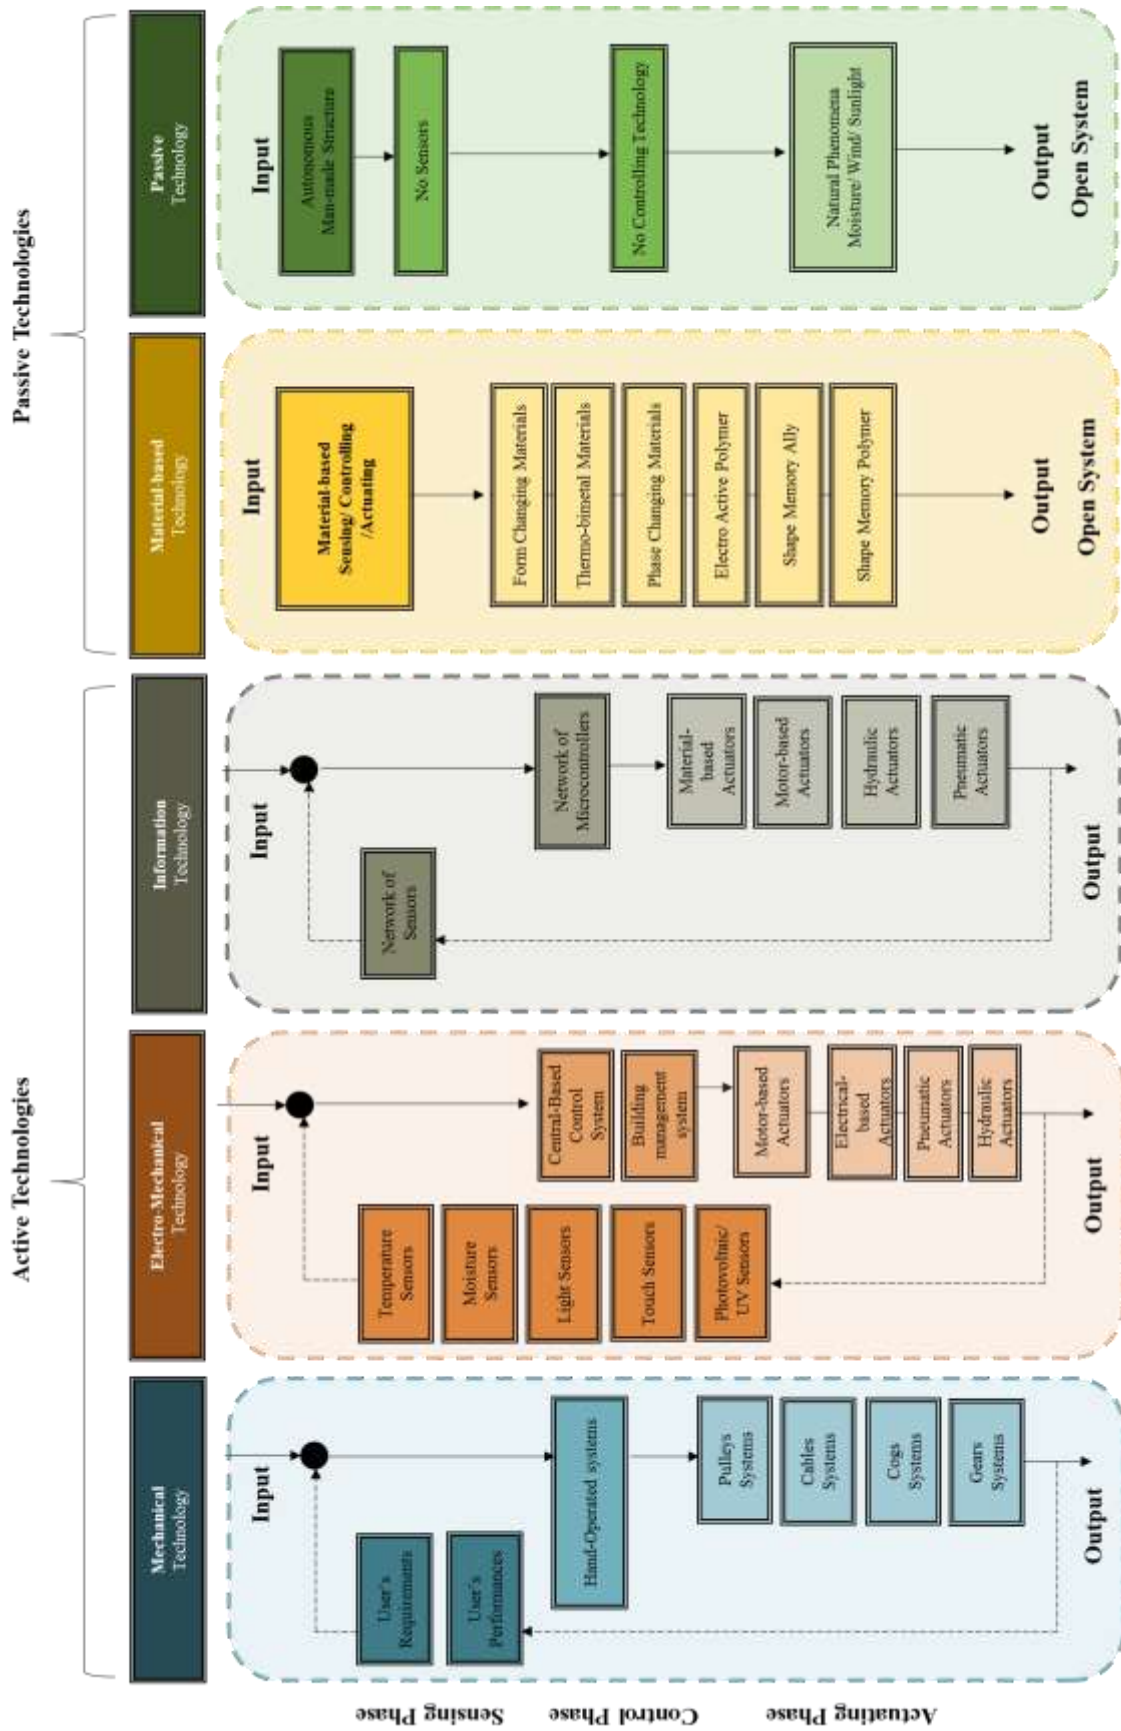 Active Technologies
Passive Technologies
Mechanical
Technology
Electro-Mechanical
Technology
Information
Technology
Material-based
Technology
Passive
Technology
Sensing Phase
Control Phase
Actuating Phase
Input
User's
Requirements
User's
Performances
Hand-Operated systems
Pulleys
Systems
Cables
Systems
Cogs
Systems
Gears
Systems
Output
Input
Temperature
Sensors
Moisture
Sensors
Light Sensors
Touch Sensors
Photovoltnic/
UV Sensors
Central-Based
Control
System
Building
management
system
Motor-based
Actuators
Electrical-
based
Actuators
Pneumatic
Actuators
Hydraulic
Actuators
Output
Input
Network of
Sensors
Network of
Microcontrollers
Material-
based
Actuators
Motor-based
Actuators
Hydraulic
Actuators
Pneumatic
Actuators
Output
Input
Material-based
Sensing/ Controlling
/Actuating
Form Changing Materials
Thermo-bimetal Materials
Phase Changing Materials
Electro Active Polymer
Shape Memory Ally
Shape Memory Polymer
Output
Open System
Input
Autonomous
Man-made Structure
No Sensors
No Controlling Technology
Natural Phenomena
Moisture/ Wind/ Sunlight
Output
Open System